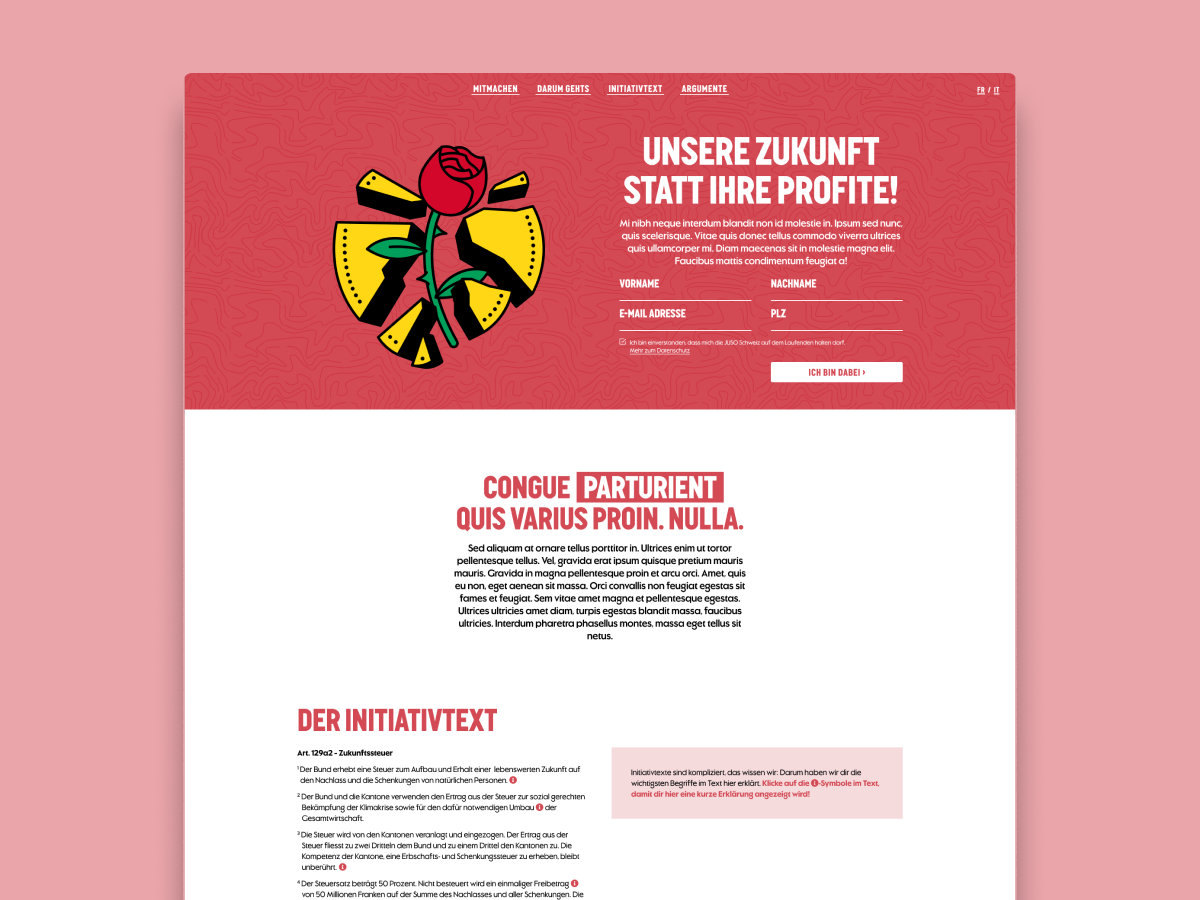 MITMACHEN DARUM GEHTS INITIATIVTEXT ARGUMENTE
FR / IT
UNSERE ZUKUNFT
STATT IHRE PROFITE!
Mi nibh neque interdum blandit non id molestie in. Ipsum sed nunc,
quis scelerisque. Vitae quis donec tellus commodo viverra ultrices
quis ullamcorper mi. Diam maecenas sit in molestie magna elit.
Faucibus mattis condimentum feugiat a!
VORNAME NACHNAME
E-MAIL ADRESSE PLZ
Ich bin einverstanden, dass mich die JUSO Schweiz auf dem Laufenden halten darf.
Mehr zum Datenschutz
ICH BIN DABEI ›
CONGUE PARTURIENT
QUIS VARIUS PROIN. NULLA.
Sed aliquam at ornare tellus porttitor in. Ultrices enim ut tortor
pellentesque tellus. Vel, gravida erat ipsum quisque pretium mauris
mauris. Gravida in magna pellentesque proin et arcu orci. Amet, quis
eu non, eget aenean sit massa. Orci convallis non feugiat egestas sit
fames et feugiat. Sem vitae amet magna et pellentesque egestas.
Ultrices ultricies amet diam, turpis egestas blandit massa, faucibus
ultricies. Interdum pharetra phasellus montes, massa eget tellus sit
netus.
DER INITIATIVTEXT
Art. 129a2 - Zukunftssteuer
¹ Der Bund erhebt eine Steuer zum Aufbau und Erhalt einer lebenswerten Zukunft auf
den Nachlass und die Schenkungen von natürlichen Personen. i
² Der Bund und die Kantone verwenden den Ertrag aus der Steuer zur sozial gerechten
Bekämpfung der Klimakrise sowie für den dafür notwendigen Umbau i der
Gesamtwirtschaft.
³ Die Steuer wird von den Kantonen veranlagt und eingezogen. Der Ertrag aus der
Steuer fliesst zu zwei Dritteln dem Bund und zu einem Drittel den Kantonen zu. Die
Kompetenz der Kantone, eine Erbschafts- und Schenkungssteuer zu erheben, bleibt
unberührt. i
⁴ Der Steuersatz beträgt 50 Prozent. Nicht besteuert wird ein einmaliger Freibetrag i
von 50 Millionen Franken auf der Summe des Nachlasses und aller Schenkungen. Die
Initiativtexte sind kompliziert, das wissen wir: Darum haben wir dir die
wichtigsten Begriffe im Text hier erklärt. Klicke auf die i-Symbole im Text,
damit dir hier eine kurze Erklärung angezeigt wird!